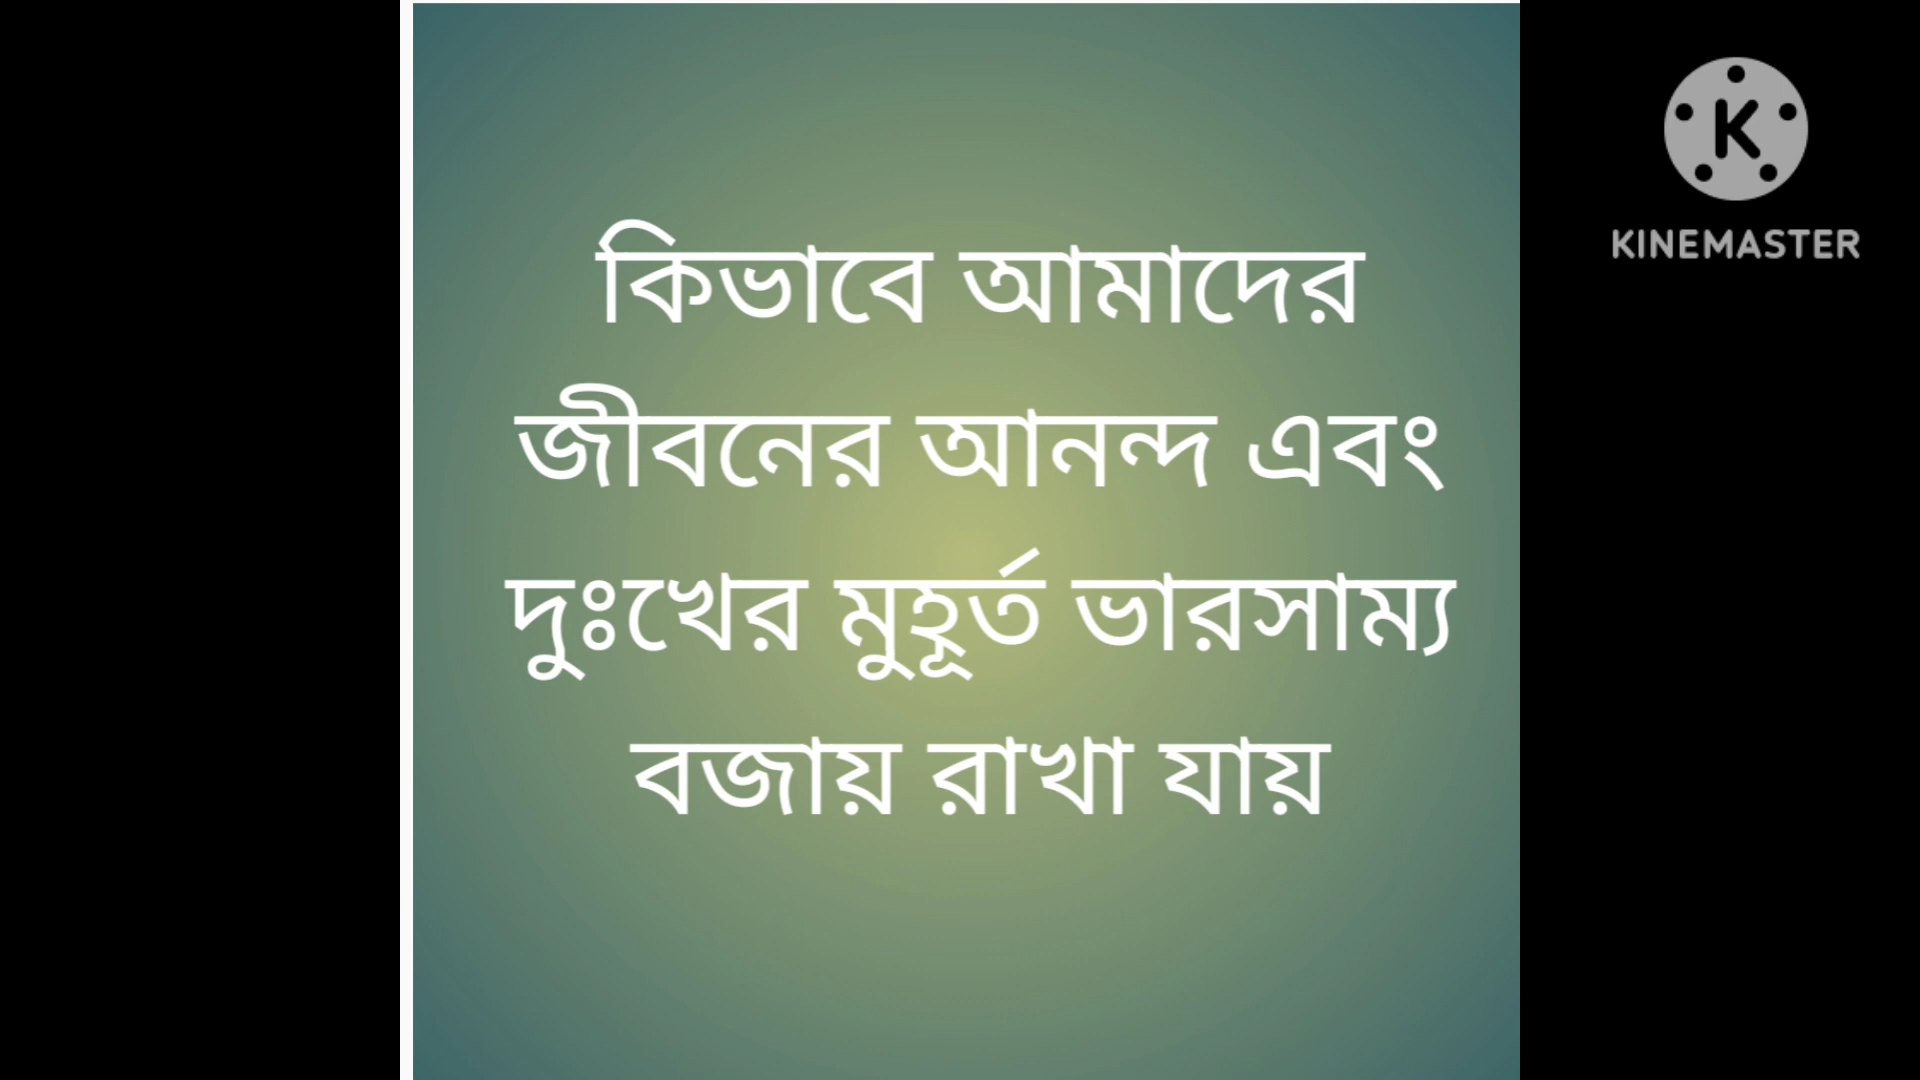 কিভাবে আমাদের
জীবনের আনন্দ এবং
দুঃখের মুহূর্ত ভারসাম্য
বজায় রাখা যায়
K
KINEMASTER